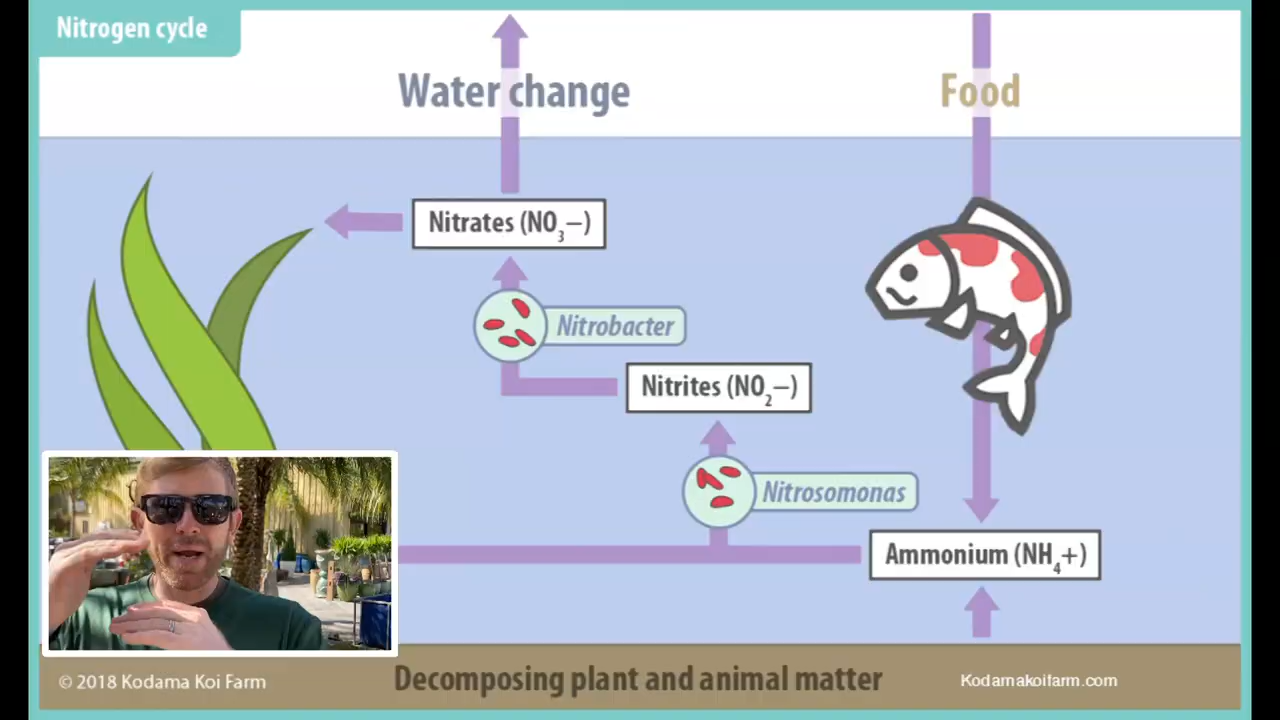 Nitrogen cycle
Water change
Food
Nitrates (NO₃−)
Nitrobacter
Nitrites (NO₂−)
Nitrosomonas
Ammonium (NH₄+)
© 2018 Kodama Koi Farm
Decomposing plant and animal matter
Kodamakoifarm.com